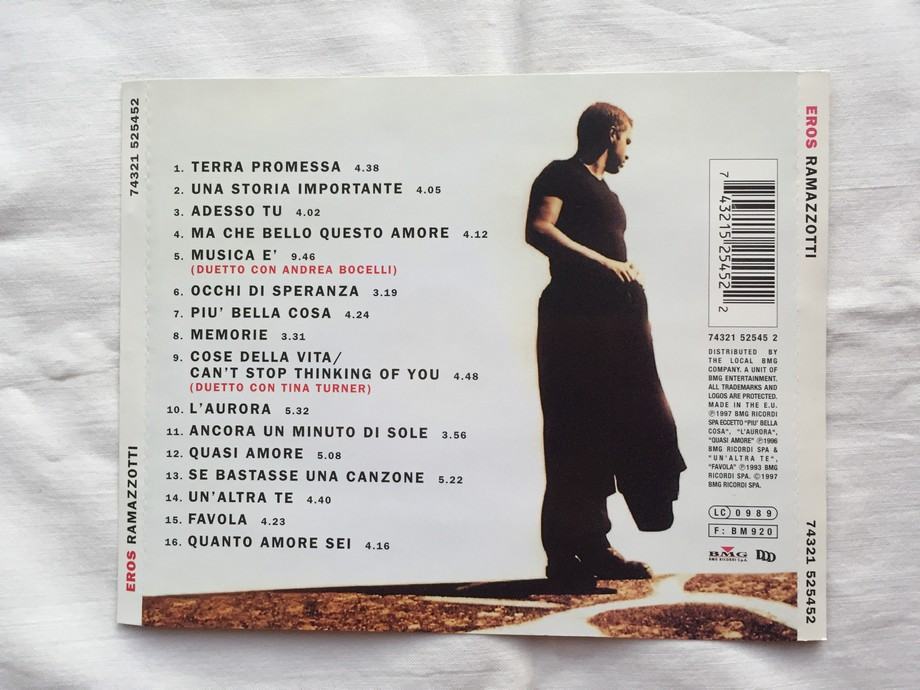 74321 525452
EROS RAMAZZOTTI
1. TERRA PROMESSA 4.38
2. UNA STORIA IMPORTANTE 4.05
3. ADESSO TU 4.02
4. MA CHE BELLO QUESTO AMORE 4.12
5. MUSICA E' 9.46
(DUETTO CON ANDREA BOCELLI)
6. OCCHI DI SPERANZA 3.19
7. PIU' BELLA COSA 4.24
8. MEMORIE 3.31
9. COSE DELLA VITA/
CAN'T STOP THINKING OF YOU 4.48
(DUETTO CON TINA TURNER)
10. L'AURORA 5.32
11. ANCORA UN MINUTO DI SOLE 3.56
12. QUASI AMORE 5.08
13. SE BASTASSE UNA CANZONE 5.22
14. UN'ALTRA TE 4.40
15. FAVOLA 4.23
16. QUANTO AMORE SEI 4.16
7 43215 25452 2
74321 52545 2
DISTRIBUTED BY
THE LOCAL BMG
COMPANY. A UNIT OF
BMG ENTERTAINMENT.
ALL TRADEMARKS AND
LOGOS ARE PROTECTED.
MADE IN THE E.U.
℗1997 BMG RICORDI
SPA ECCETTO "PIU' BELLA
COSA", "L'AURORA",
"QUASI AMORE" ℗1996
BMG RICORDI SPA &
"UN'ALTRA TE",
"FAVOLA" ℗1993 BMG
RICORDI SPA. ©1997
BMG RICORDI SPA.
LC 0989
F: BM920
BMG
BMG RICORDI S.p.A.
DDD
EROS RAMAZZOTTI
74321 525452